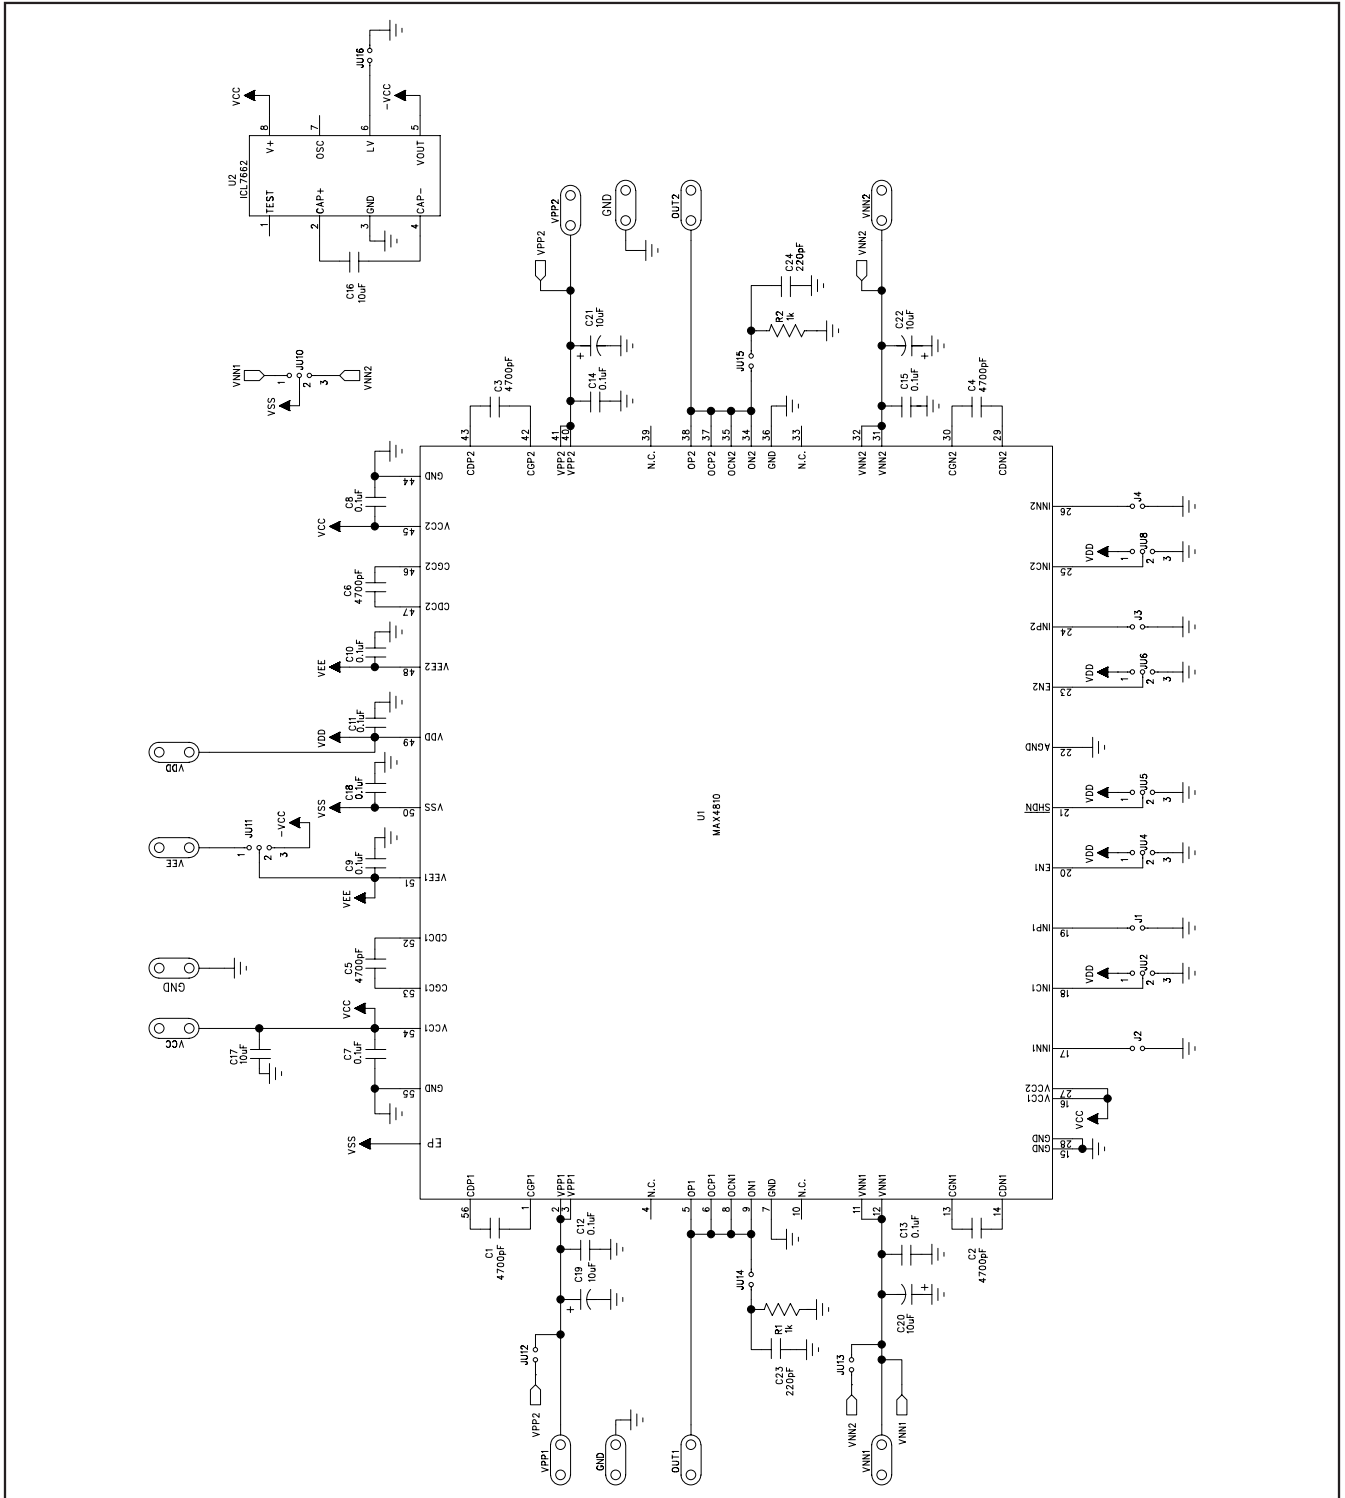 VCC
8
V+
7
OSC
JU16
6
LV
-VCC
5
VOUT
U2
ICL7662
1
TEST
2
CAP+
3
GND
4
CAP-
C16
10uF
VNN1
1
JU10
2
3
VSS
VNN2
VPP2
VPP2
C21
10uF
+
C14
0.1uF
GND
OUT2
JU15
R2
1k
C24
220pF
VNN2
VNN2
C22
10uF
+
C15
0.1uF
C3
4700pF
C4
4700pF
43
CDP2
42
CGP2
41
VPP2
40
VPP2
39
N.C.
38
OP2
37
OCP2
35
OCN2
34
ON2
36
GND
33
N.C.
32
VNN2
31
VNN2
30
CGN2
29
CDN2
44
GND
C8
0.1uF
VCC
45
VCC2
46
CGC2
C6
4700pF
47
CDC2
C10
0.1uF
VEE
48
VEE2
C11
0.1uF
VDD
VDD
49
VDD
C18
0.1uF
VSS
50
VSS
VEE
JU11
1
2
3
-VCC
C9
0.1uF
VEE
51
VEE1
52
CDC1
C5
4700pF
53
CGC1
GND
VCC
VCC
54
VCC1
C17
10uF
C7
0.1uF
55
GND
VSS
EP
U1
MAX4810
26
INN2
J4
25
INC2
VDD
1
JU8
2
3
24
INP2
J3
23
EN2
VDD
1
JU6
2
3
22
AGND
21
SHDN
VDD
1
JU5
2
3
20
EN1
VDD
1
JU4
2
3
19
INP1
J1
18
INC1
VDD
1
JU2
2
3
17
INN1
J2
27
VCC2
16
VCC1
VCC
28
GND
15
GND
56
CDP1
1
CGP1
2
VPP1
3
VPP1
4
N.C.
5
OP1
6
OCP1
8
OCN1
9
ON1
7
GND
10
N.C.
11
VNN1
12
VNN1
13
CGN1
14
CDN1
C1
4700pF
C12
0.1uF
C19
10uF
+
JU12
VPP2
VPP1
GND
OUT1
JU14
R1
1k
C23
220pF
C13
0.1uF
C20
10uF
+
JU13
VNN2
VNN1
VNN1
C2
4700pF